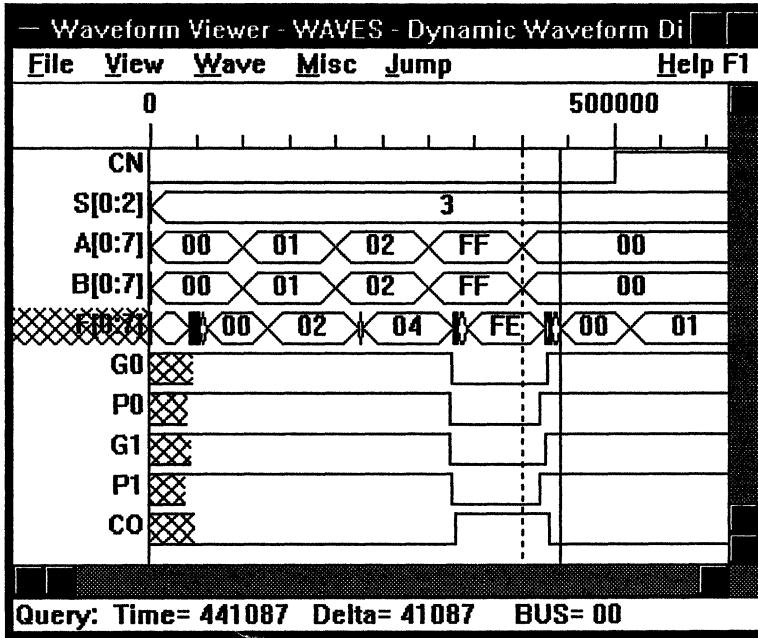 — Waveform Viewer - WAVES - Dynamic Waveform Di
File View Wave Misc Jump Help F1
0 500000
CN
S[0:2] 3
A[0:7] 00 01 02 FF 00
B[0:7] 00 01 02 FF 00
F[0:7] 00 02 04 FE 00 01
G0
P0
G1
P1
CO
Query: Time= 441087 Delta= 41087 BUS= 00